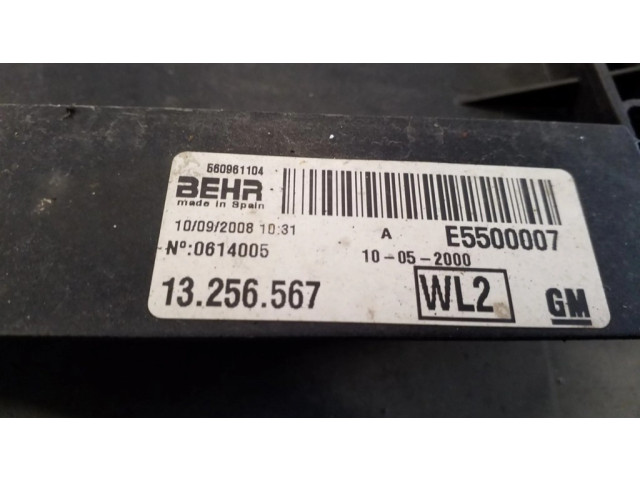 560961104
BEHR
made in Spain
10/09/2008 10:31 A E5500007
Nº:0614005 10-05-2000
13.256.567 WL2 GM